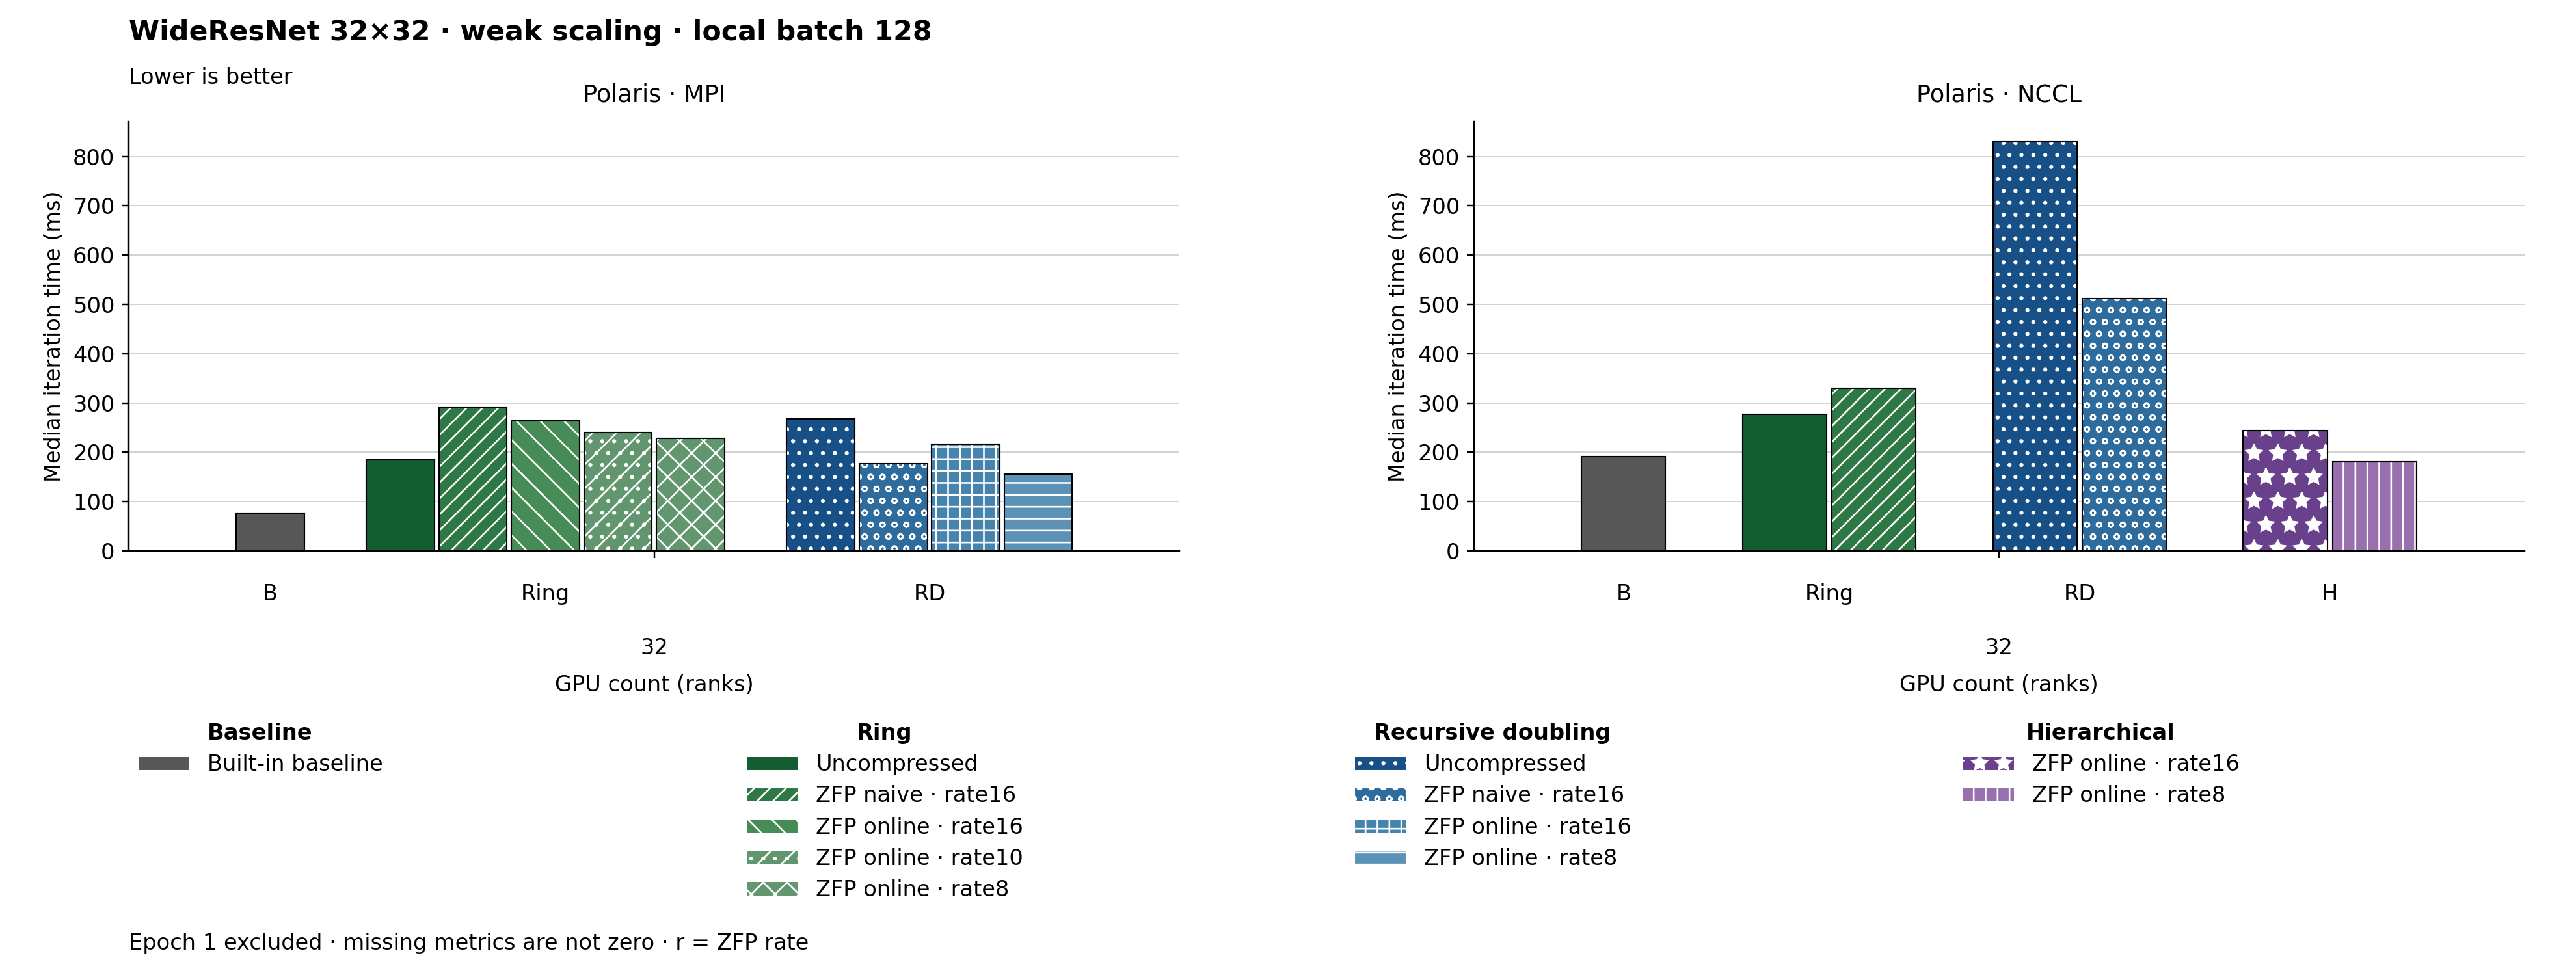 WideResNet 32×32 · weak scaling · local batch 128
Lower is better
Polaris · MPI
Median iteration time (ms)
800
700
600
500
400
300
200
100
0
B
Ring
RD
32
GPU count (ranks)
Polaris · NCCL
Median iteration time (ms)
800
700
600
500
400
300
200
100
0
B
Ring
RD
H
32
GPU count (ranks)
Baseline
Built-in baseline
Ring
Uncompressed
ZFP naive · rate16
ZFP online · rate16
ZFP online · rate10
ZFP online · rate8
Recursive doubling
Uncompressed
ZFP naive · rate16
ZFP online · rate16
ZFP online · rate8
Hierarchical
ZFP online · rate16
ZFP online · rate8
Epoch 1 excluded · missing metrics are not zero · r = ZFP rate